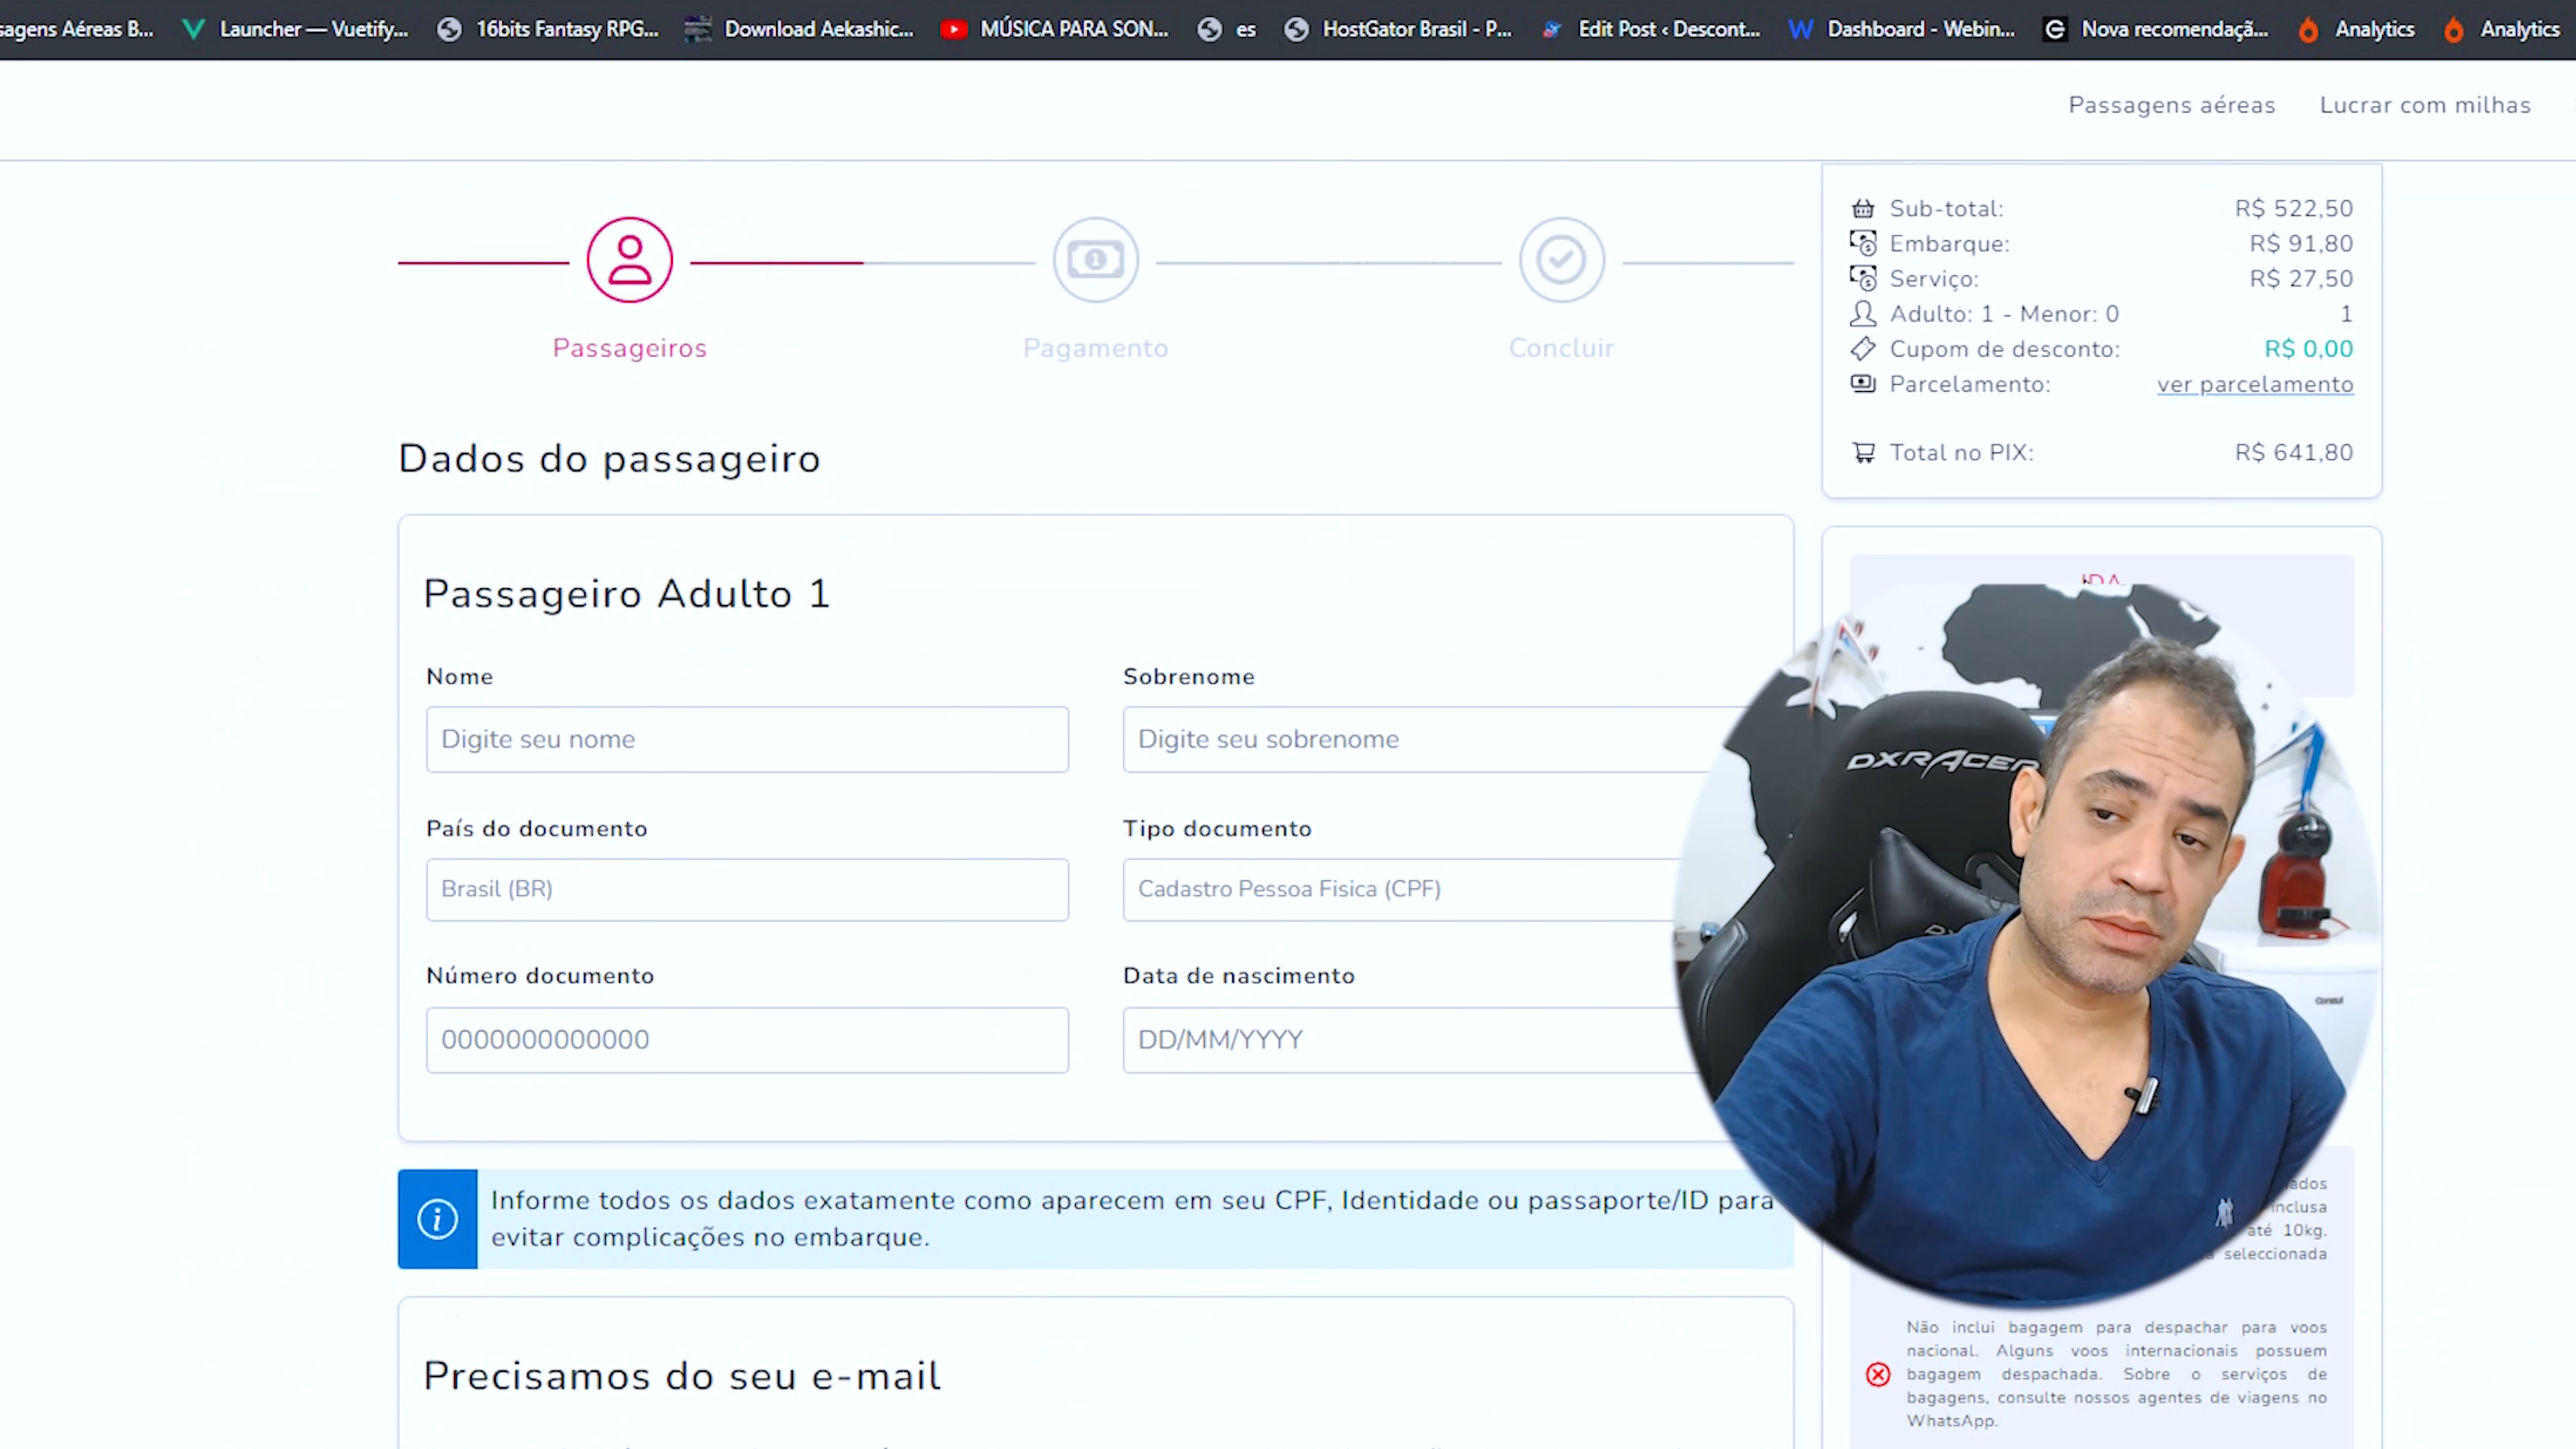 sagens Aéreas B...
Launcher — Vuetify...
16bits Fantasy RPG...
Download Aekashic...
MÚSICA PARA SON...
es
HostGator Brasil - P...
Edit Post ‹ Descont...
Dashboard - Webin...
Nova recomendaçã...
Analytics
Analytics
Passagens aéreas
Lucrar com milhas
Passageiros
Pagamento
Concluir
Sub-total: R$ 522,50
Embarque: R$ 91,80
Serviço: R$ 27,50
Adulto: 1 - Menor: 0 1
Cupom de desconto: R$ 0,00
Parcelamento: ver parcelamento
Total no PIX: R$ 641,80
Dados do passageiro
Passageiro Adulto 1
Nome
Digite seu nome
Sobrenome
Digite seu sobrenome
País do documento
Brasil (BR)
Tipo documento
Cadastro Pessoa Fisica (CPF)
Número documento
0000000000000
Data de nascimento
DD/MM/YYYY
Informe todos os dados exatamente como aparecem em seu CPF, Identidade ou passaporte/ID para
evitar complicações no embarque.
Precisamos do seu e-mail
IDA
DXRACER
Consul
inclusa
até 10kg.
seleccionada
Não inclui bagagem para despachar para voos
nacional. Alguns voos internacionais possuem
bagagem despachada. Sobre o serviços de
bagagens, consulte nossos agentes de viagens no
WhatsApp.